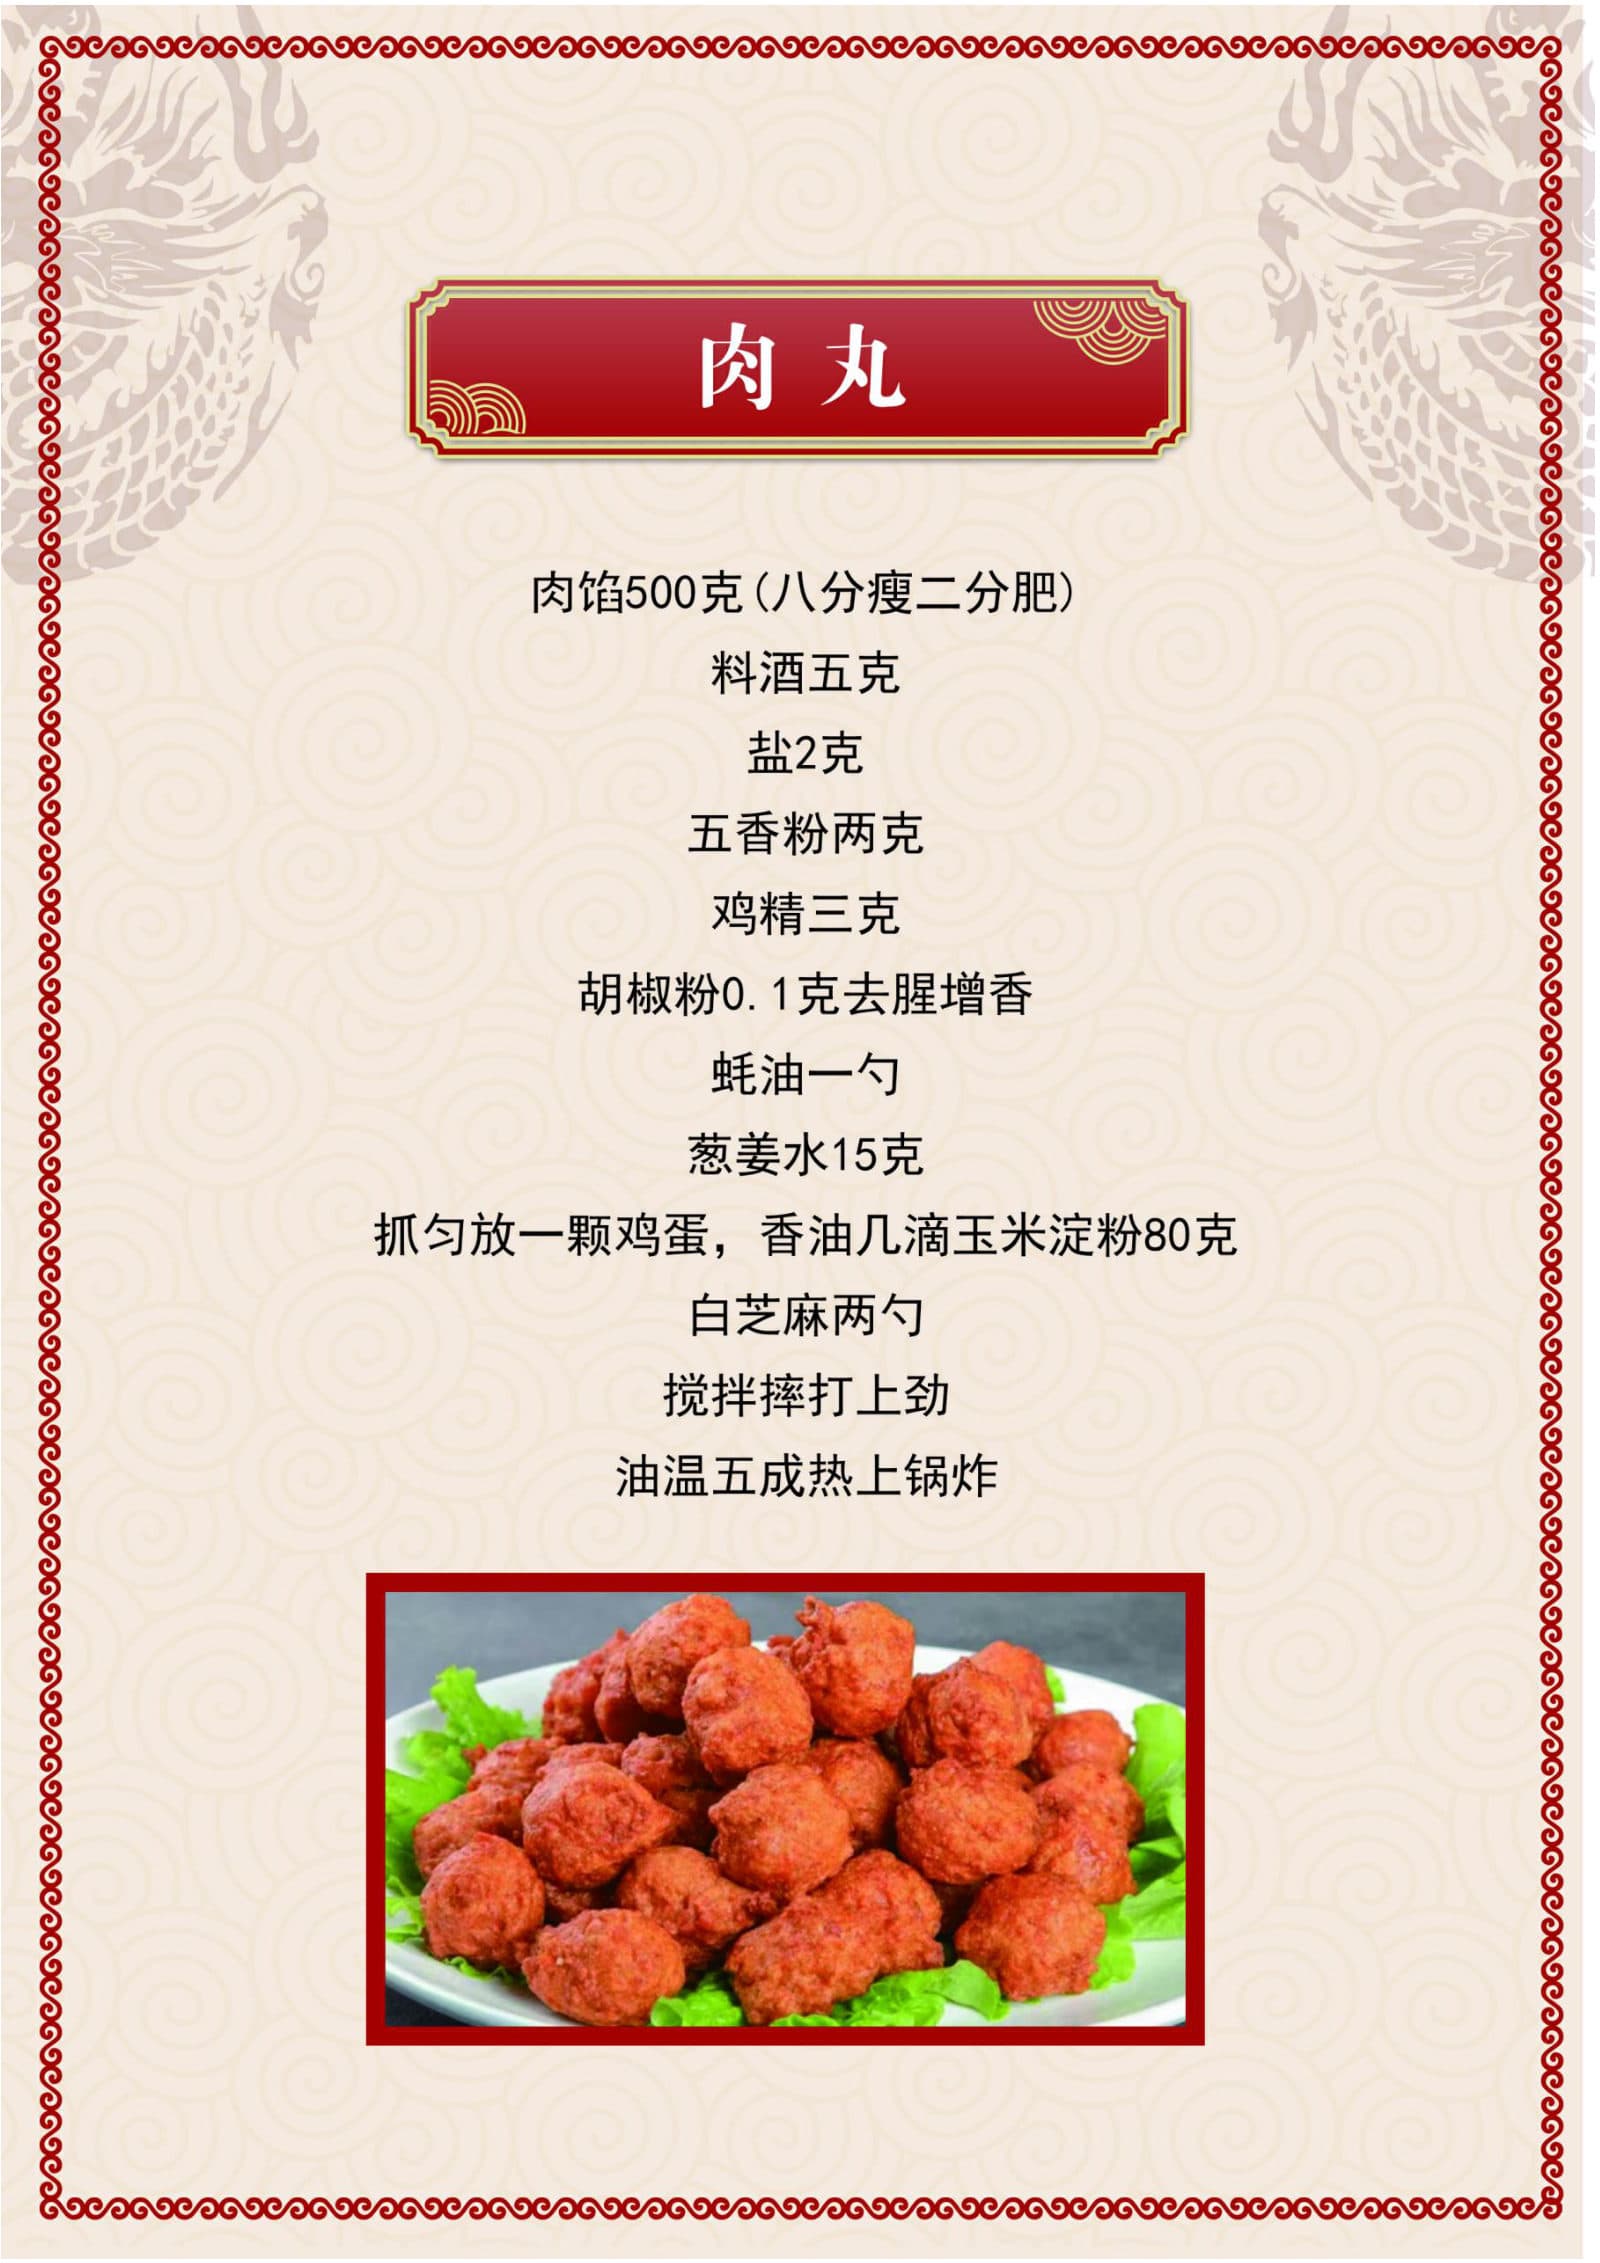 肉丸
肉馅500克(八分瘦二分肥)
料酒五克
盐2克
五香粉两克
鸡精三克
胡椒粉0.1克去腥增香
蚝油一勺
葱姜水15克
抓匀放一颗鸡蛋，香油几滴玉米淀粉80克
白芝麻两勺
搅拌摔打上劲
油温五成热上锅炸